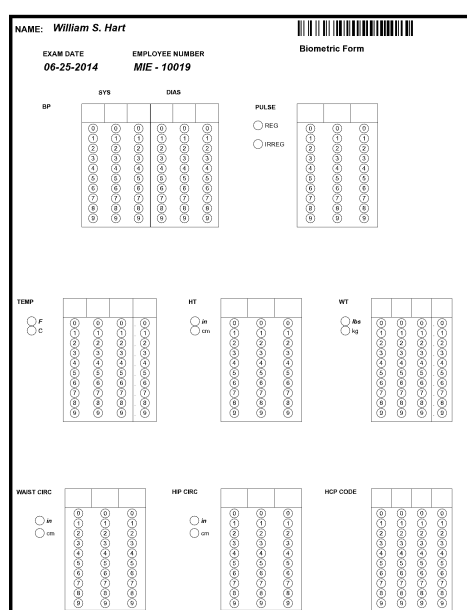 NAME: William S. Hart
Biometric Form
EXAM DATE EMPLOYEE NUMBER
06-25-2014 MIE - 10019
SYS DIAS
BP PULSE
REG
IRREG
0 0 0 0 0 0 0 0 0
1 1 1 1 1 1 1 1 1
2 2 2 2 2 2 2 2 2
3 3 3 3 3 3 3 3 3
4 4 4 4 4 4 4 4 4
5 5 5 5 5 5 5 5 5
6 6 6 6 6 6 6 6 6
7 7 7 7 7 7 7 7 7
8 8 8 8 8 8 8 8 8
9 9 9 9 9 9 9 9 9
TEMP HT WT
F 0 0 0 0 in 0 0 0 lbs 0 0 0 0
C 1 1 1 1 cm 1 1 1 kg 1 1 1 1
2 2 2 2 2 2 2 2 2 2 2
3 3 3 3 3 3 3 3 3 3 3
4 4 4 4 4 4 4 4 4 4 4
5 5 5 5 5 5 5 5 5 5 5
6 6 6 6 6 6 6 6 6 6 6
7 7 7 7 7 7 7 7 7 7 7
8 8 8 8 8 8 8 8 8 8 8
9 9 9 9 9 9 9 9 9 9 9
WAIST CIRC HIP CIRC HCP CODE
0 0 0 0 0 0 0 0 0 0
in 1 1 1 in 1 1 1 1 1 1 1
cm 2 2 2 cm 2 2 2 2 2 2 2
3 3 3 3 3 3 3 3 3 3
4 4 4 4 4 4 4 4 4 4
5 5 5 5 5 5 5 5 5 5
6 6 6 6 6 6 6 6 6 6
7 7 7 7 7 7 7 7 7 7
8 8 8 8 8 8 8 8 8 8
9 9 9 9 9 9 9 9 9 9